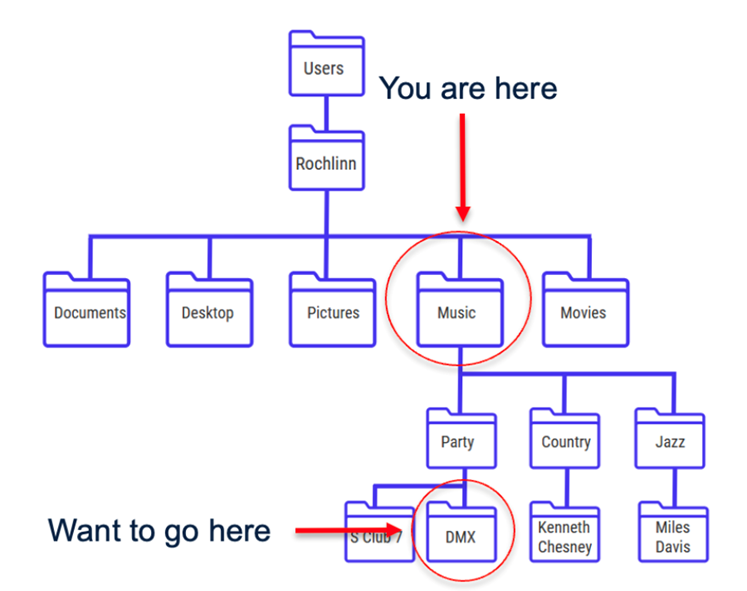 Users
You are here
Rochlinn
Documents
Desktop
Pictures
Music
Movies
Party
Country
Jazz
Want to go here
S Club 7
DMX
Kenneth
Chesney
Miles
Davis